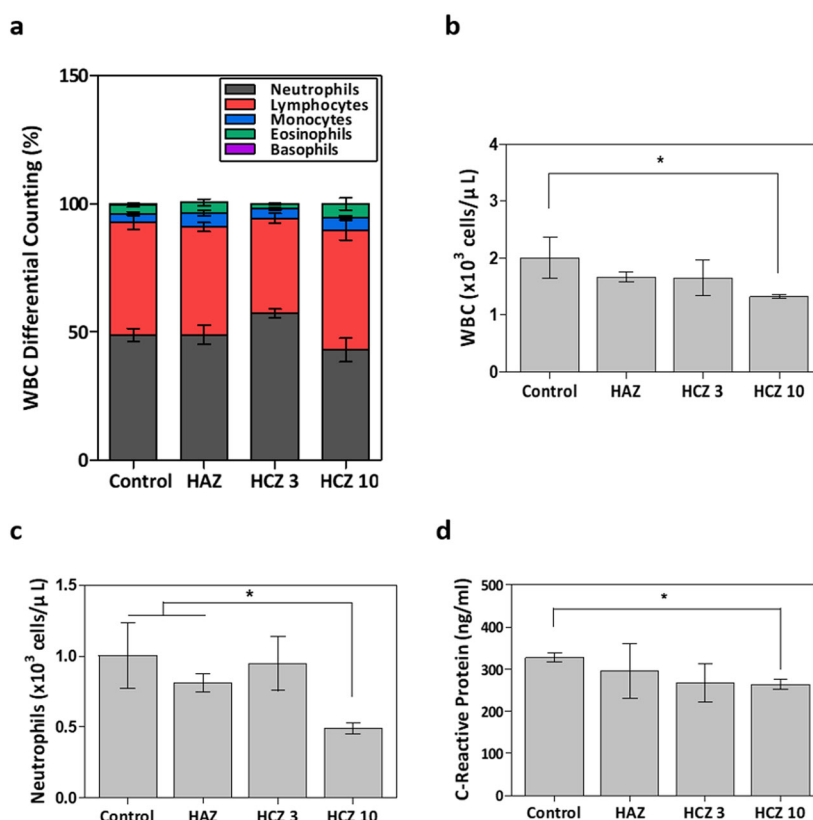 a
WBC Differential Counting (%)
150
100
50
0
Neutrophils
Lymphocytes
Monocytes
Eosinophils
Basophils
Control HAZ HCZ 3 HCZ 10
b
WBC (x10³ cells/µ L)
4
3
2
1
0
*
Control HAZ HCZ 3 HCZ 10
c
Neutrophils (x10³ cells/µ L)
1.5
1.0
0.5
0.0
*
Control HAZ HCZ 3 HCZ 10
d
C-Reactive Protein (ng/ml)
500
400
300
200
100
0
*
Control HAZ HCZ 3 HCZ 10